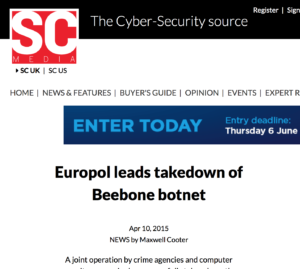 Register | Sign
SC
The Cyber-Security source
MEDIA
SC UK | SC US
HOME | NEWS & FEATURES | BUYER'S GUIDE | OPINION | EVENTS | EXPERT R
ENTER TODAY
Entry deadline:
Thursday 6 June
Europol leads takedown of
Beebone botnet
Apr 10, 2015
NEWS by Maxwell Cooter
A joint operation by crime agencies and computer